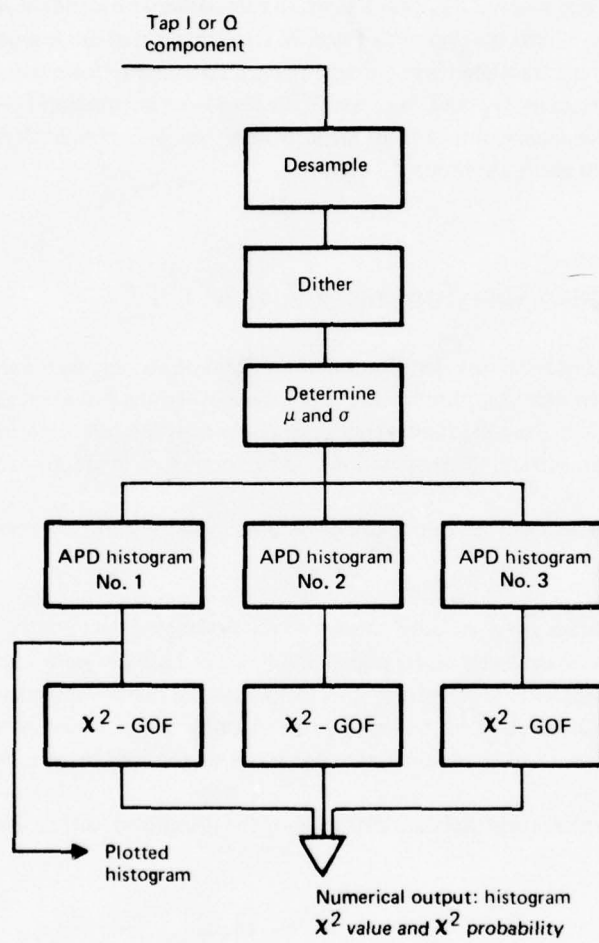 Tap I or Q
component
Desample
Dither
Determine
μ and σ
APD histogram
No. 1
APD histogram
No. 2
APD histogram
No. 3
χ² – GOF
χ² – GOF
χ² – GOF
Plotted
histogram
Numerical output: histogram
χ² value and χ² probability